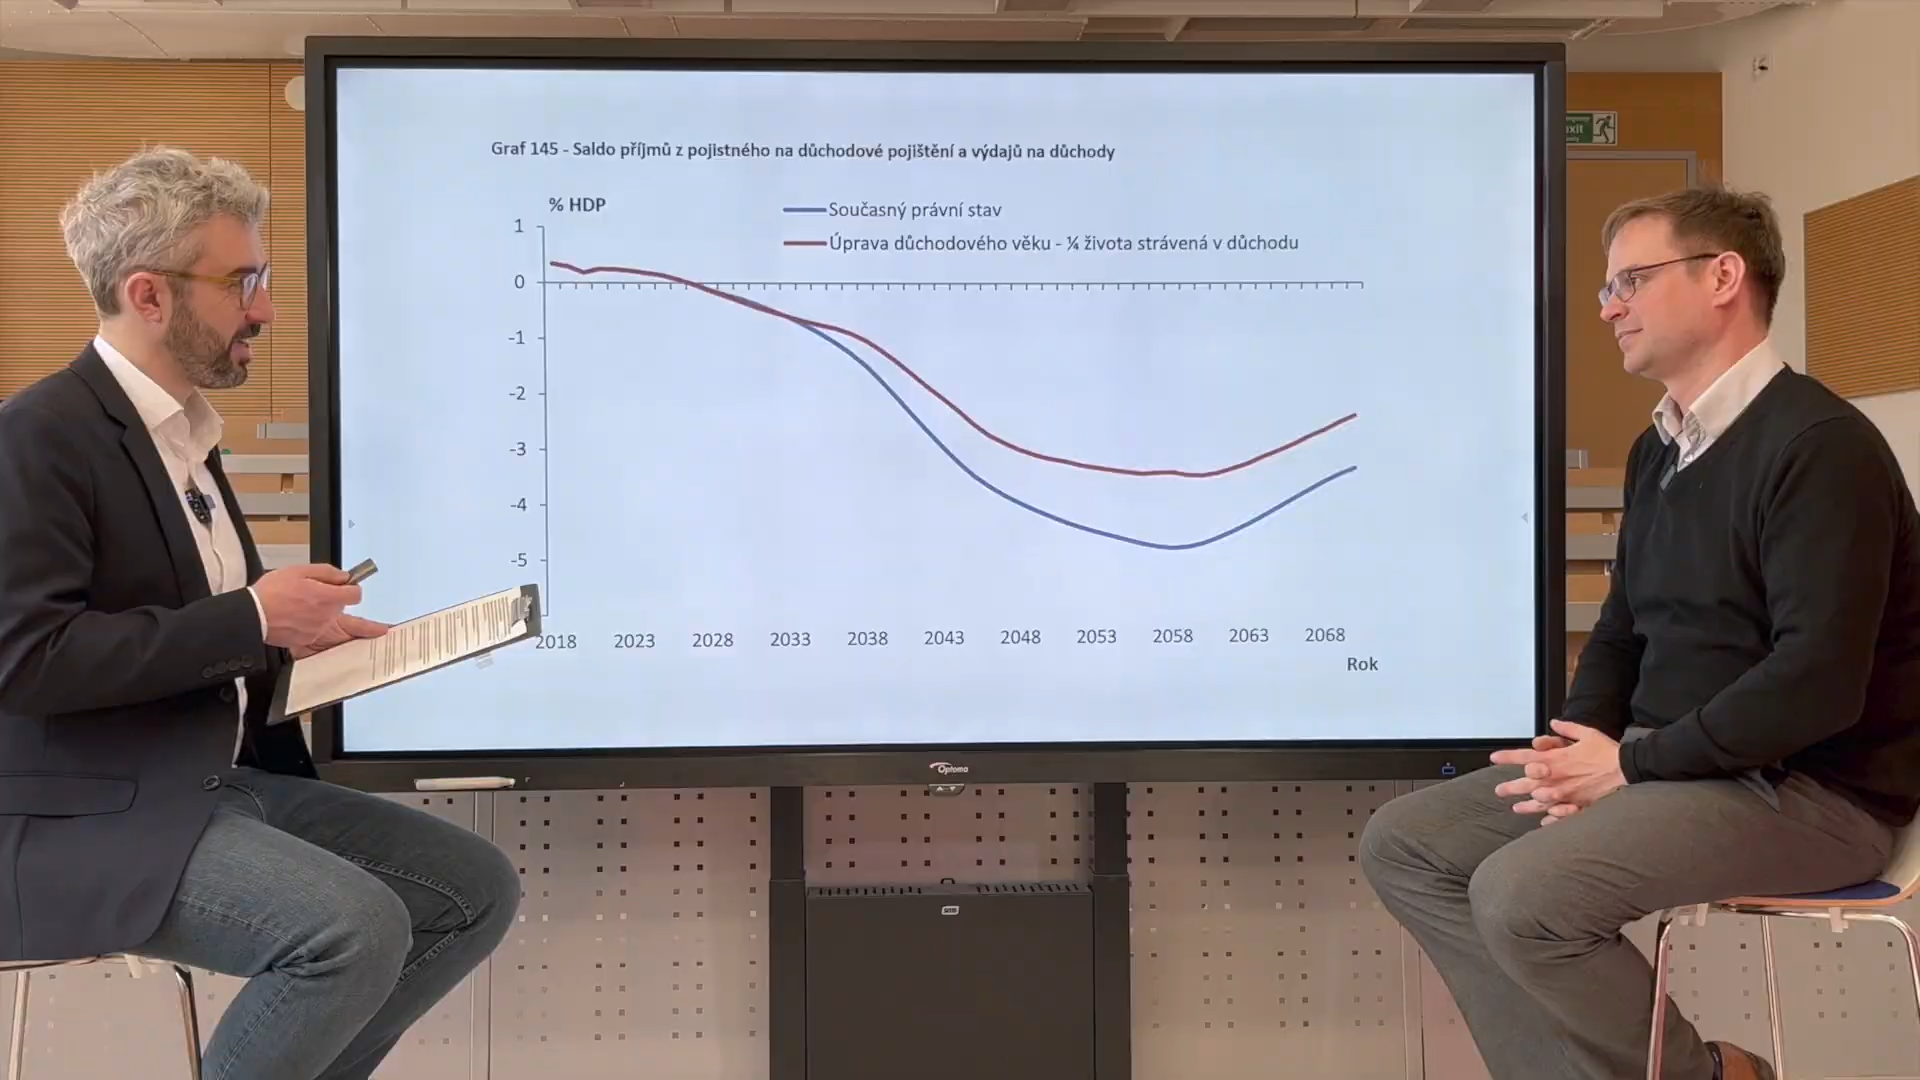 Graf 145 - Saldo příjmů z pojistného na důchodové pojištění a výdajů na důchody
% HDP
Současný právní stav
Úprava důchodového věku - ¼ života strávená v důchodu
1
0
-1
-2
-3
-4
-5
2018 2023 2028 2033 2038 2043 2048 2053 2058 2063 2068
Rok
Optoma